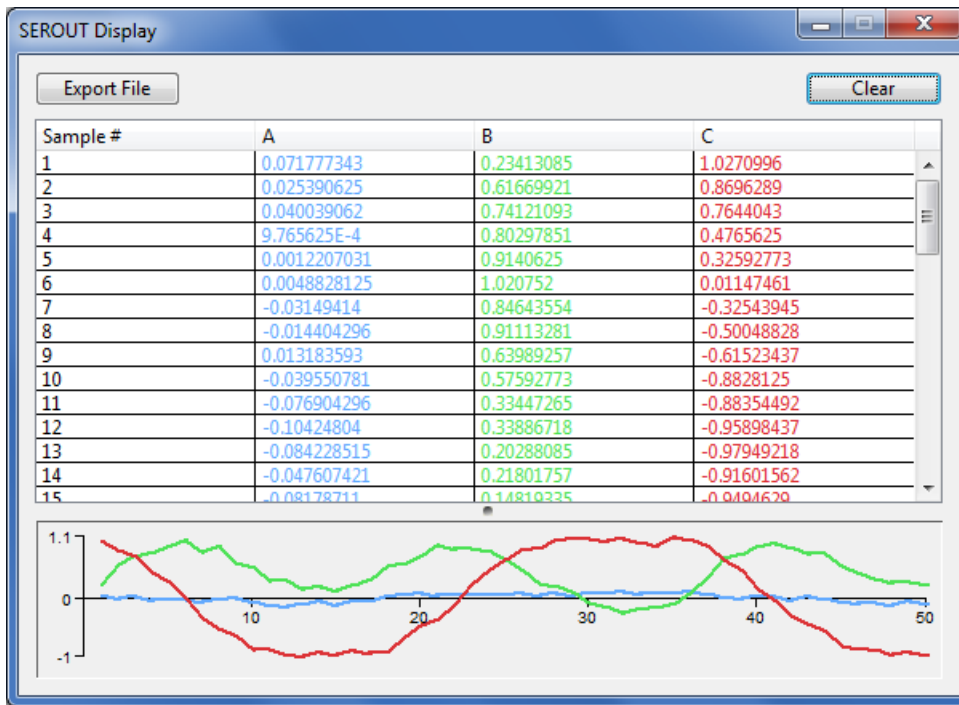 SEROUT Display
Export File Clear
Sample # A B C
1 0.071777343 0.23413085 1.0270996
2 0.025390625 0.61669921 0.8696289
3 0.040039062 0.74121093 0.7644043
4 9.765625E-4 0.80297851 0.4765625
5 0.0012207031 0.9140625 0.32592773
6 0.0048828125 1.020752 0.01147461
7 -0.03149414 0.84643554 -0.32543945
8 -0.014404296 0.91113281 -0.50048828
9 0.013183593 0.63989257 -0.61523437
10 -0.039550781 0.57592773 -0.8828125
11 -0.076904296 0.33447265 -0.88354492
12 -0.10424804 0.33886718 -0.95898437
13 -0.084228515 0.20288085 -0.97949218
14 -0.047607421 0.21801757 -0.91601562
15 -0.08178711 0.14819335 -0.9494629
1.1
0
10 20 30 40 50
-1